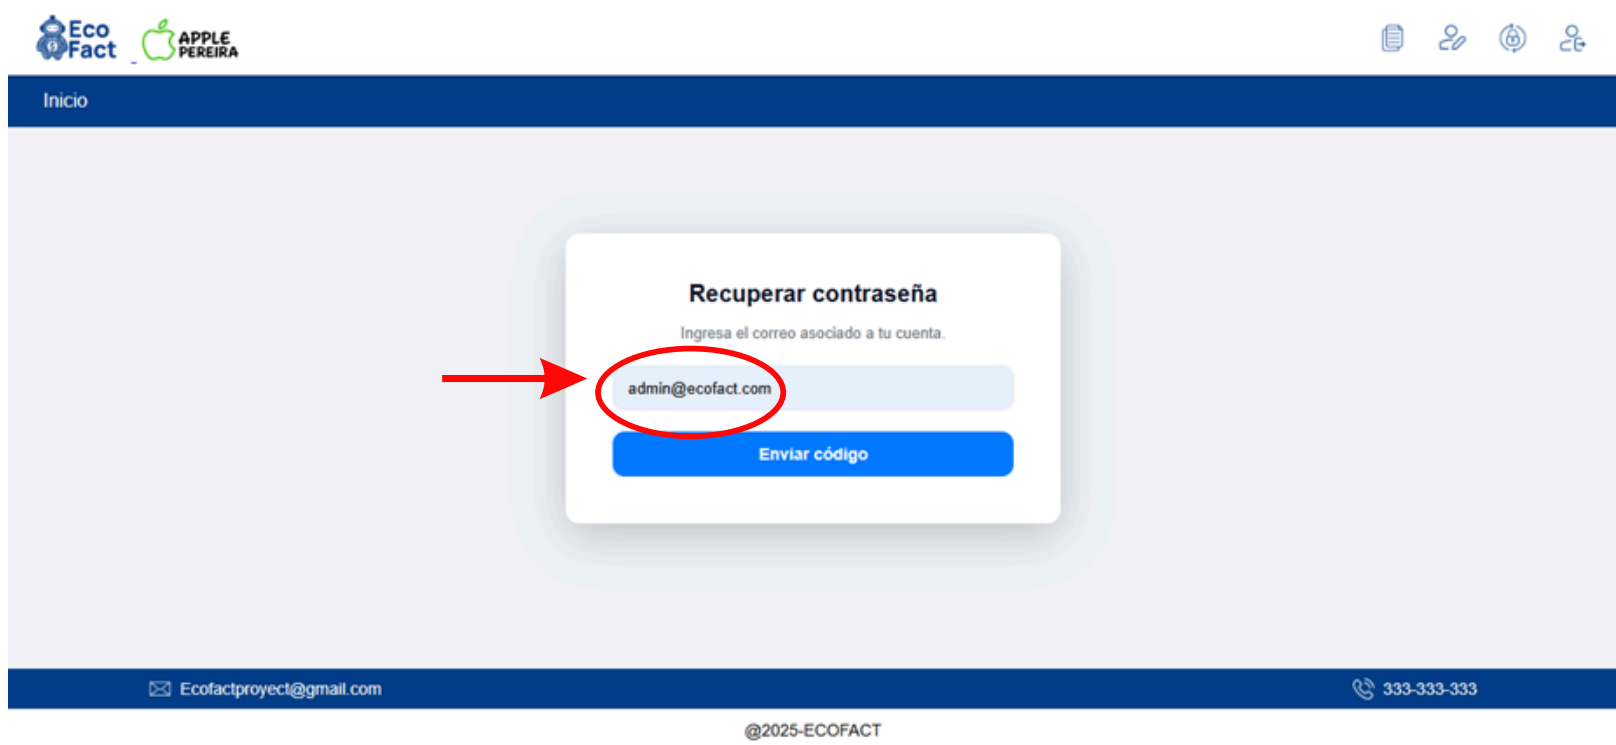 Eco
Fact
APPLE
PEREIRA
Inicio
Recuperar contraseña
Ingresa el correo asociado a tu cuenta.
admin@ecofact.com
Enviar código
Ecofactproyect@gmail.com
333-333-333
@2025-ECOFACT